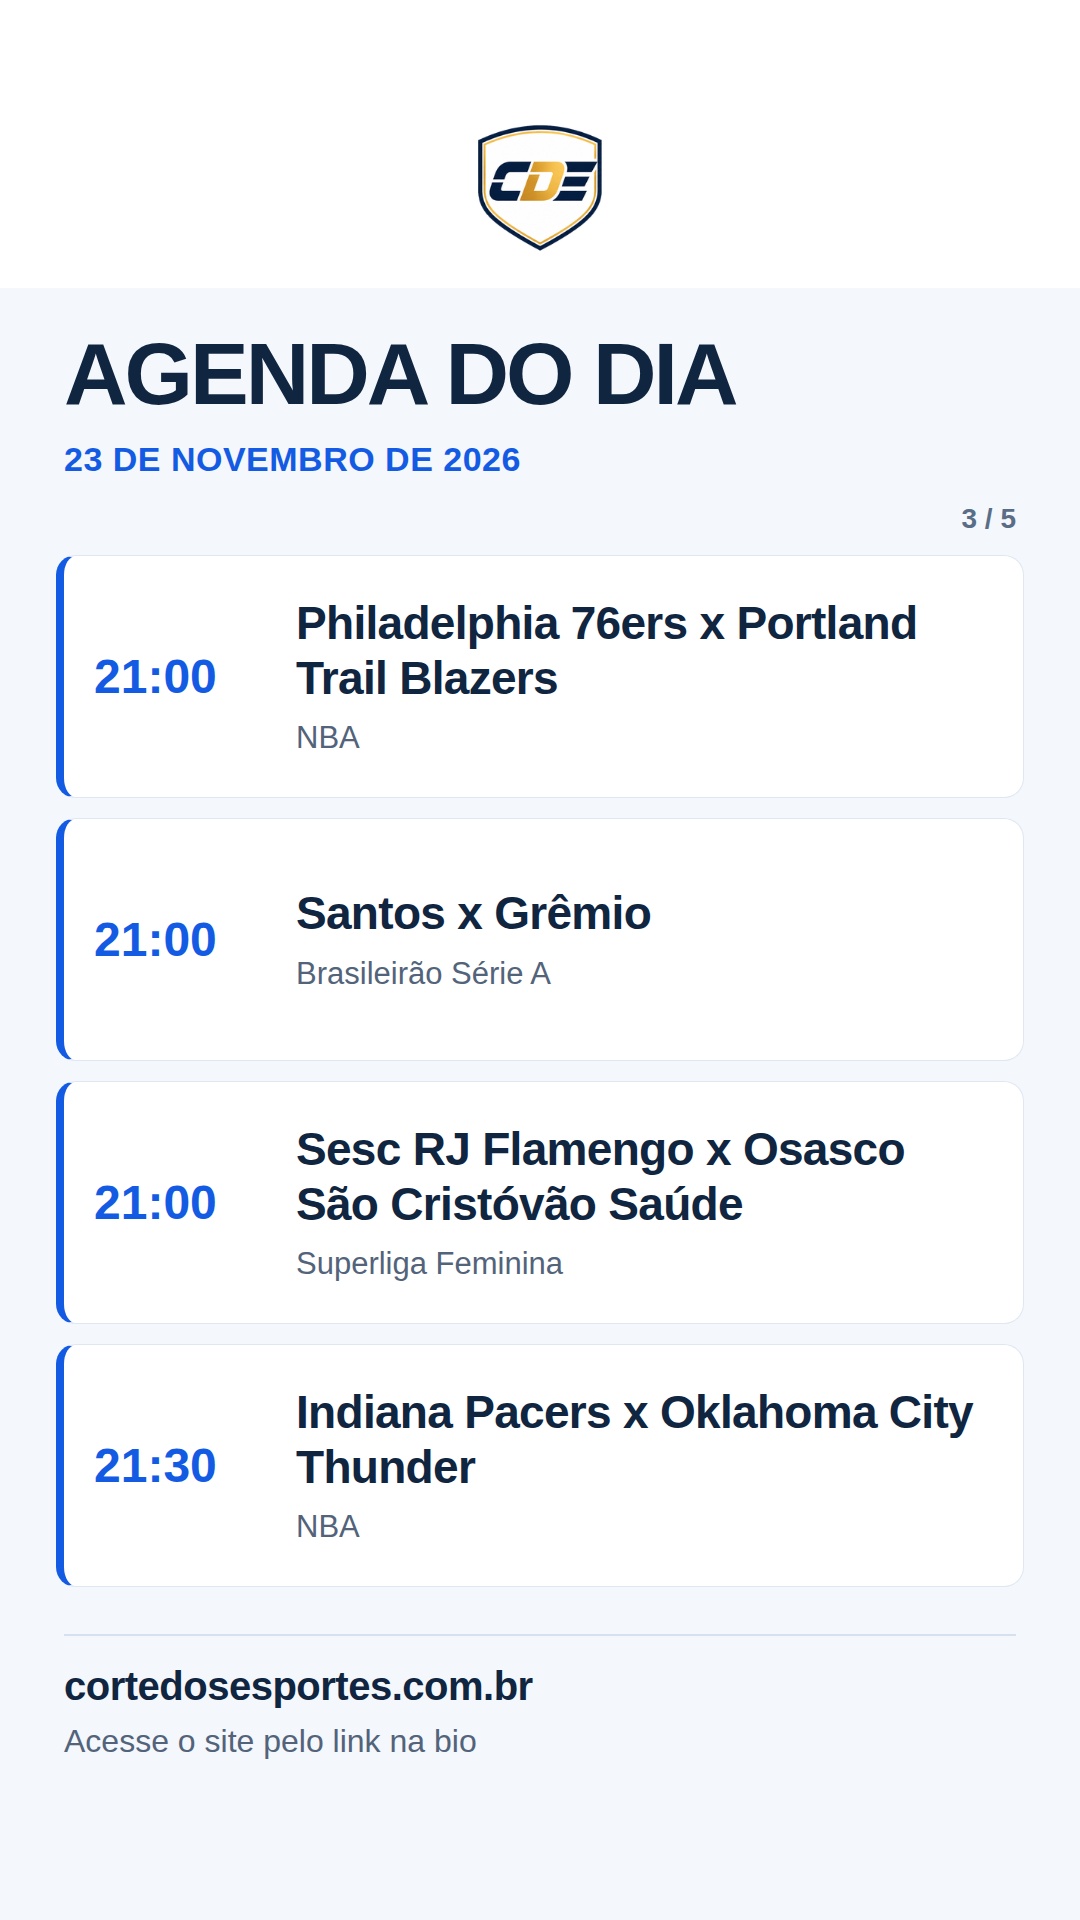 CDE
AGENDA DO DIA
23 DE NOVEMBRO DE 2026
3 / 5
21:00
Philadelphia 76ers x Portland
Trail Blazers
NBA
21:00
Santos x Grêmio
Brasileirão Série A
21:00
Sesc RJ Flamengo x Osasco
São Cristóvão Saúde
Superliga Feminina
21:30
Indiana Pacers x Oklahoma City
Thunder
NBA
cortedosesportes.com.br
Acesse o site pelo link na bio